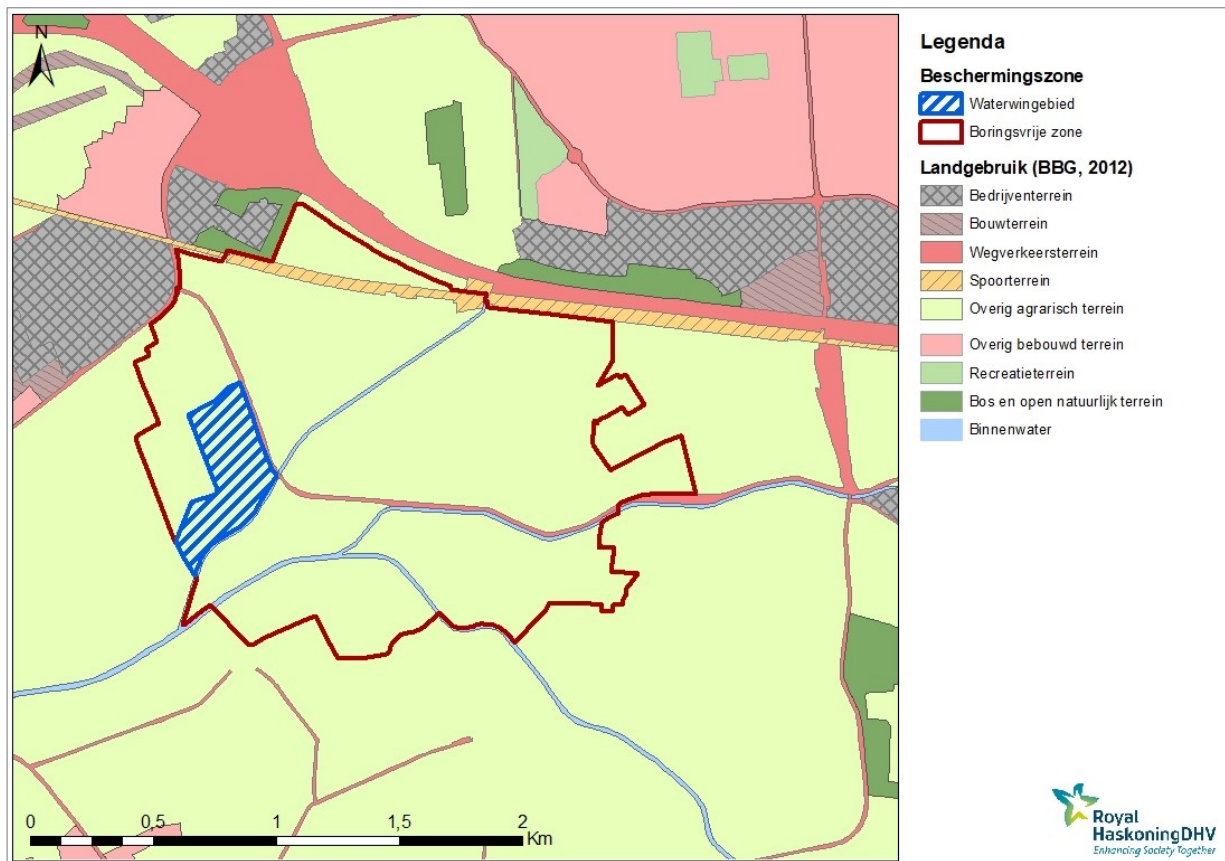 N
0 0,5 1 1,5 2
Km
Legenda
Beschermingszone
Waterwingebied
Boringsvrije zone
Landgebruik (BBG, 2012)
Bedrijventerrein
Bouwterrein
Wegverkeersterrein
Spoorterrein
Overig agrarisch terrein
Overig bebouwd terrein
Recreatieterrein
Bos en open natuurlijk terrein
Binnenwater
Royal
HaskoningDHV
Enhancing Society Together